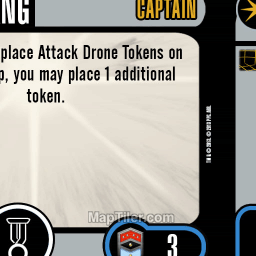 NG
CAPTAIN
place Attack Drone Tokens on
p, you may place 1 additional
token.
MapTiler.com
3